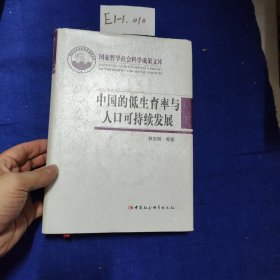 E1-1.010
国家哲学社会科学成果文库
中国的低生育率与
人口可持续发展
等著
中国社会科学出版社